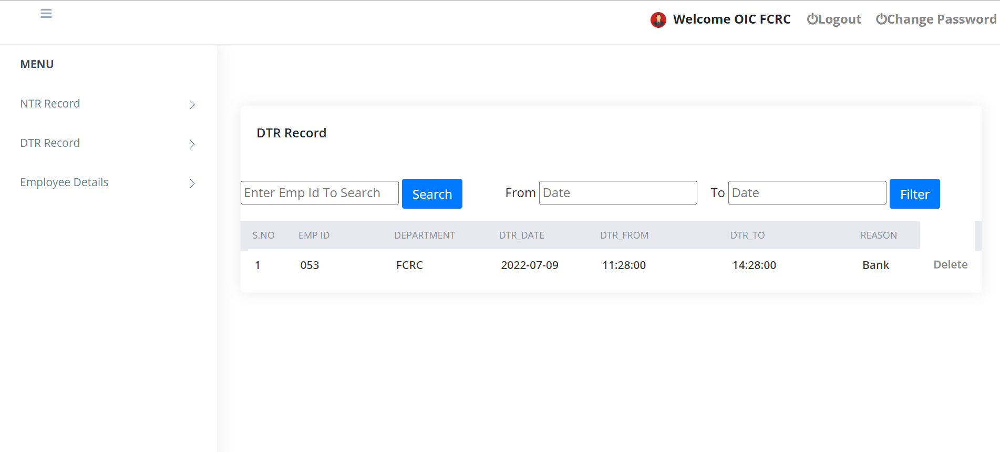 Welcome OIC FCRC Logout Change Password
MENU
NTR Record
DTR Record
Employee Details
DTR Record
Enter Emp Id To Search Search From Date To Date Filter
S.NO EMP ID DEPARTMENT DTR_DATE DTR_FROM DTR_TO REASON
1 053 FCRC 2022-07-09 11:28:00 14:28:00 Bank Delete